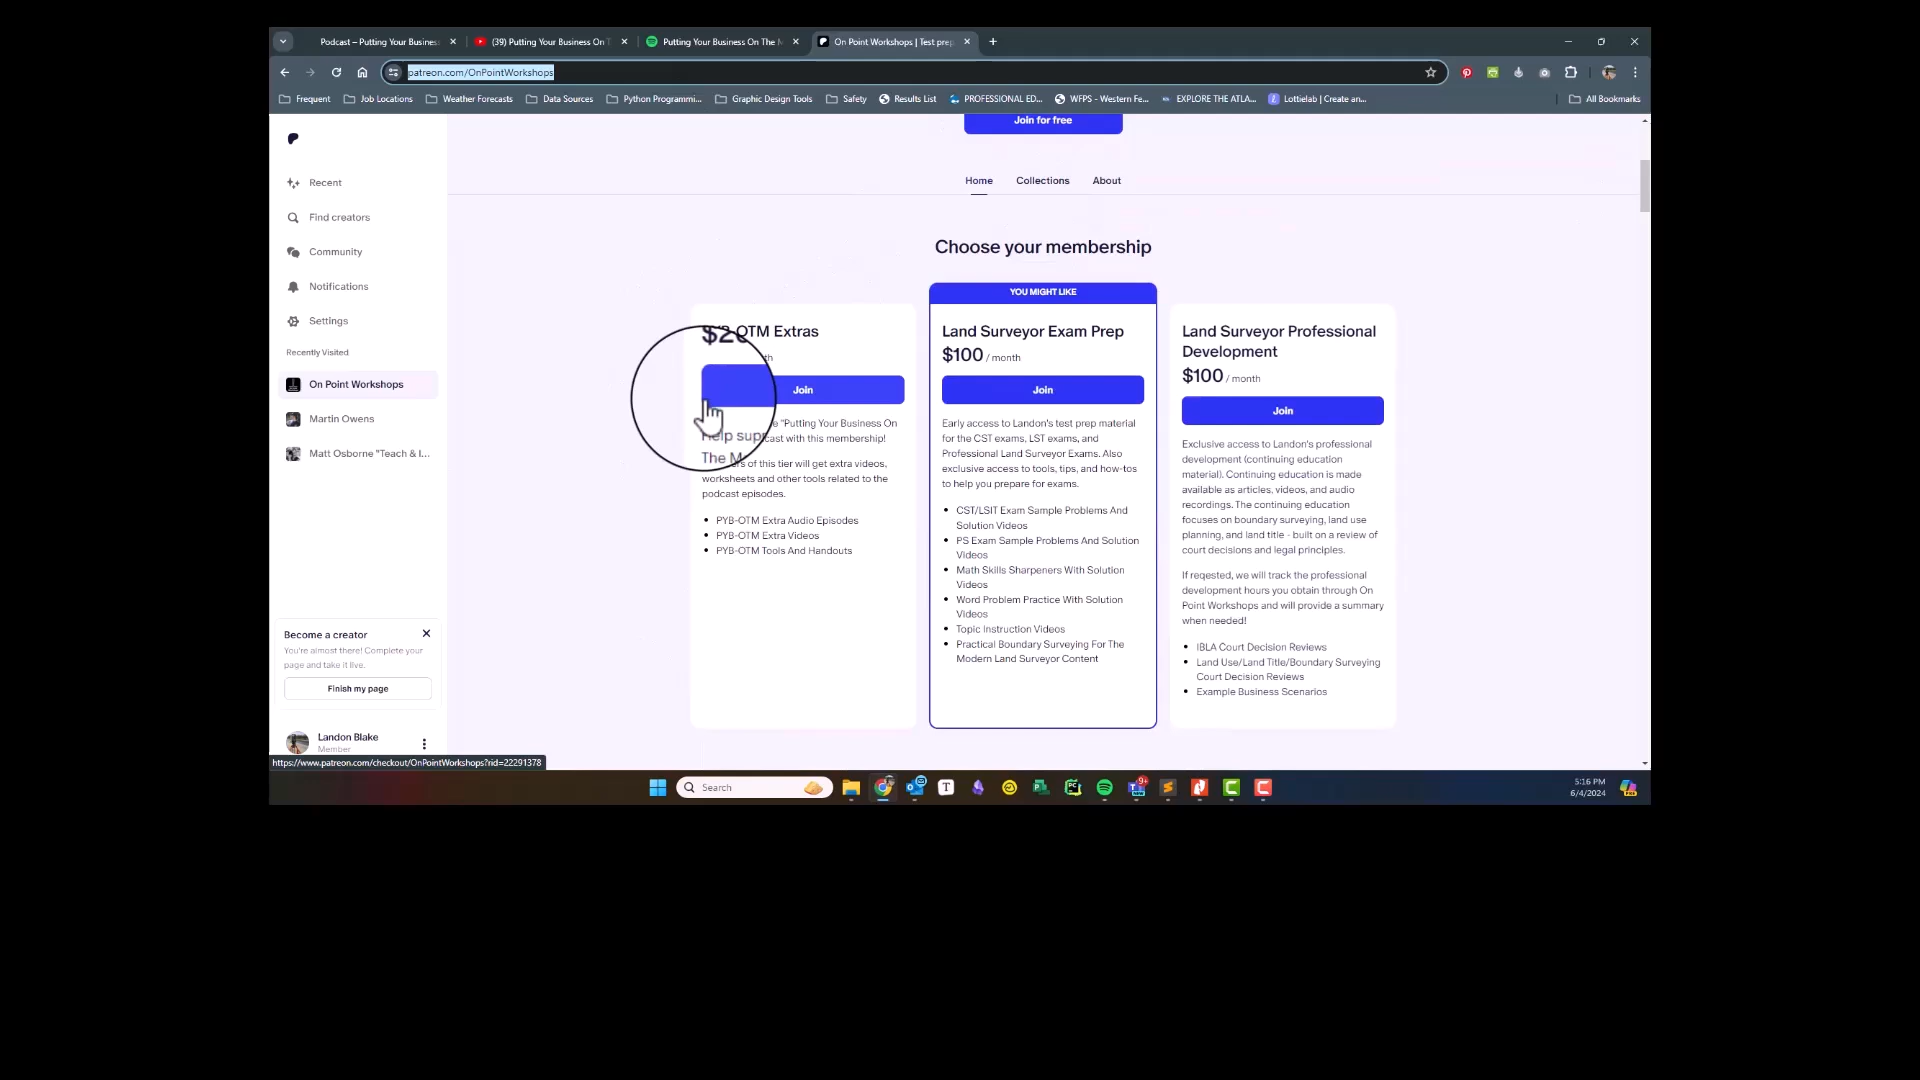 Podcast – Putting Your Business
(39) Putting Your Business On T
Putting Your Business On The M
On Point Workshops | Test prep
patreon.com/OnPointWorkshops
Frequent
Job Locations
Weather Forecasts
Data Sources
Python Programmi...
Graphic Design Tools
Safety
Results List
PROFESSIONAL ED...
WFPS - Western Fe...
EXPLORE THE ATLA...
Lottielab | Create an...
All Bookmarks
Recent
Find creators
Community
Notifications
Settings
Recently Visited
On Point Workshops
Martin Owens
Matt Osborne "Teach & I...
Become a creator
You're almost there! Complete your
page and take it live.
Finish my page
Landon Blake
Member
https://www.patreon.com/checkout/OnPointWorkshops?rid=22291378
Join for free
Home
Collections
About
Choose your membership
OTM Extras
Join
"Putting Your Business On
Help supp cast with this membership!
The M s of this tier will get extra videos,
worksheets and other tools related to the
podcast episodes.
• PYB-OTM Extra Audio Episodes
• PYB-OTM Extra Videos
• PYB-OTM Tools And Handouts
YOU MIGHT LIKE
Land Surveyor Exam Prep
$100 / month
Join
Early access to Landon's test prep material
for the CST exams, LST exams, and
Professional Land Surveyor Exams. Also
exclusive access to tools, tips, and how-tos
to help you prepare for exams.
• CST/LSIT Exam Sample Problems And
Solution Videos
• PS Exam Sample Problems And Solution
Videos
• Math Skills Sharpeners With Solution
Videos
• Word Problem Practice With Solution
Videos
• Topic Instruction Videos
• Practical Boundary Surveying For The
Modern Land Surveyor Content
Land Surveyor Professional
Development
$100 / month
Join
Exclusive access to Landon's professional
development (continuing education
material). Continuing education is made
available as articles, videos, and audio
recordings. The continuing education
focuses on boundary surveying, land use
planning, and land title - built on a review of
court decisions and legal principles.
If reqested, we will track the professional
development hours you obtain through On
Point Workshops and will provide a summary
when needed!
• IBLA Court Decision Reviews
• Land Use/Land Title/Boundary Surveying
Court Decision Reviews
• Example Business Scenarios
Search
5:16 PM
6/4/2024